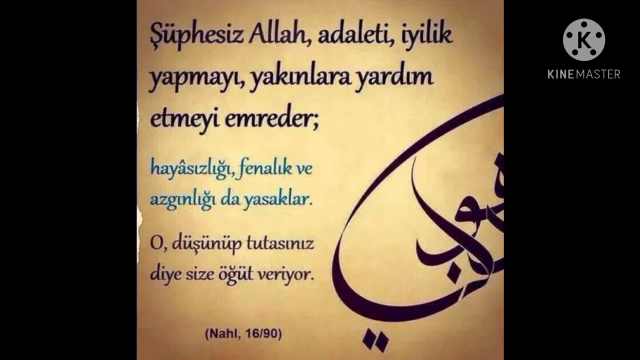 Şüphesiz Allah, adaleti, iyilik
yapmayı, yakınlara yardım
etmeyi emreder;
hayâsızlığı, fenalık ve
azgınlığı da yasaklar.
O, düşünüp tutasınız
diye size öğüt veriyor.
(Nahl, 16/90)
KINEMASTER